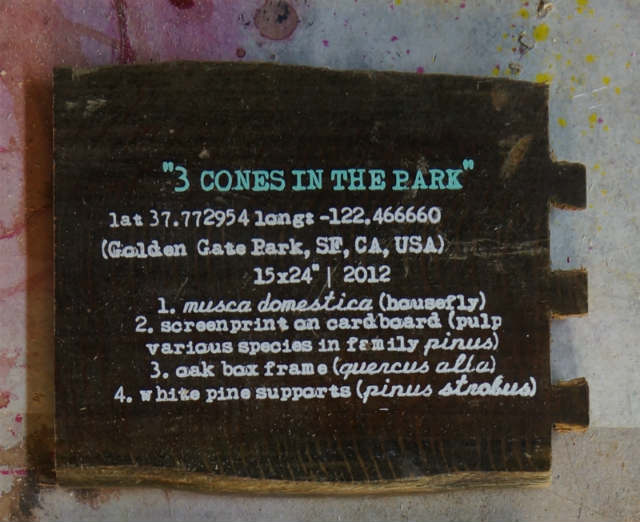 "3 CONES IN THE PARK"
lat 37.772954 longt -122.466660
(Golden Gate Park, SF, CA, USA)
15x24" | 2012
1. musca domestica (housefly)
2. screenprint on cardboard (pulp
various species in family pinus)
3. oak box frame (quercus alla)
4. white pine supports (pinus strobus)